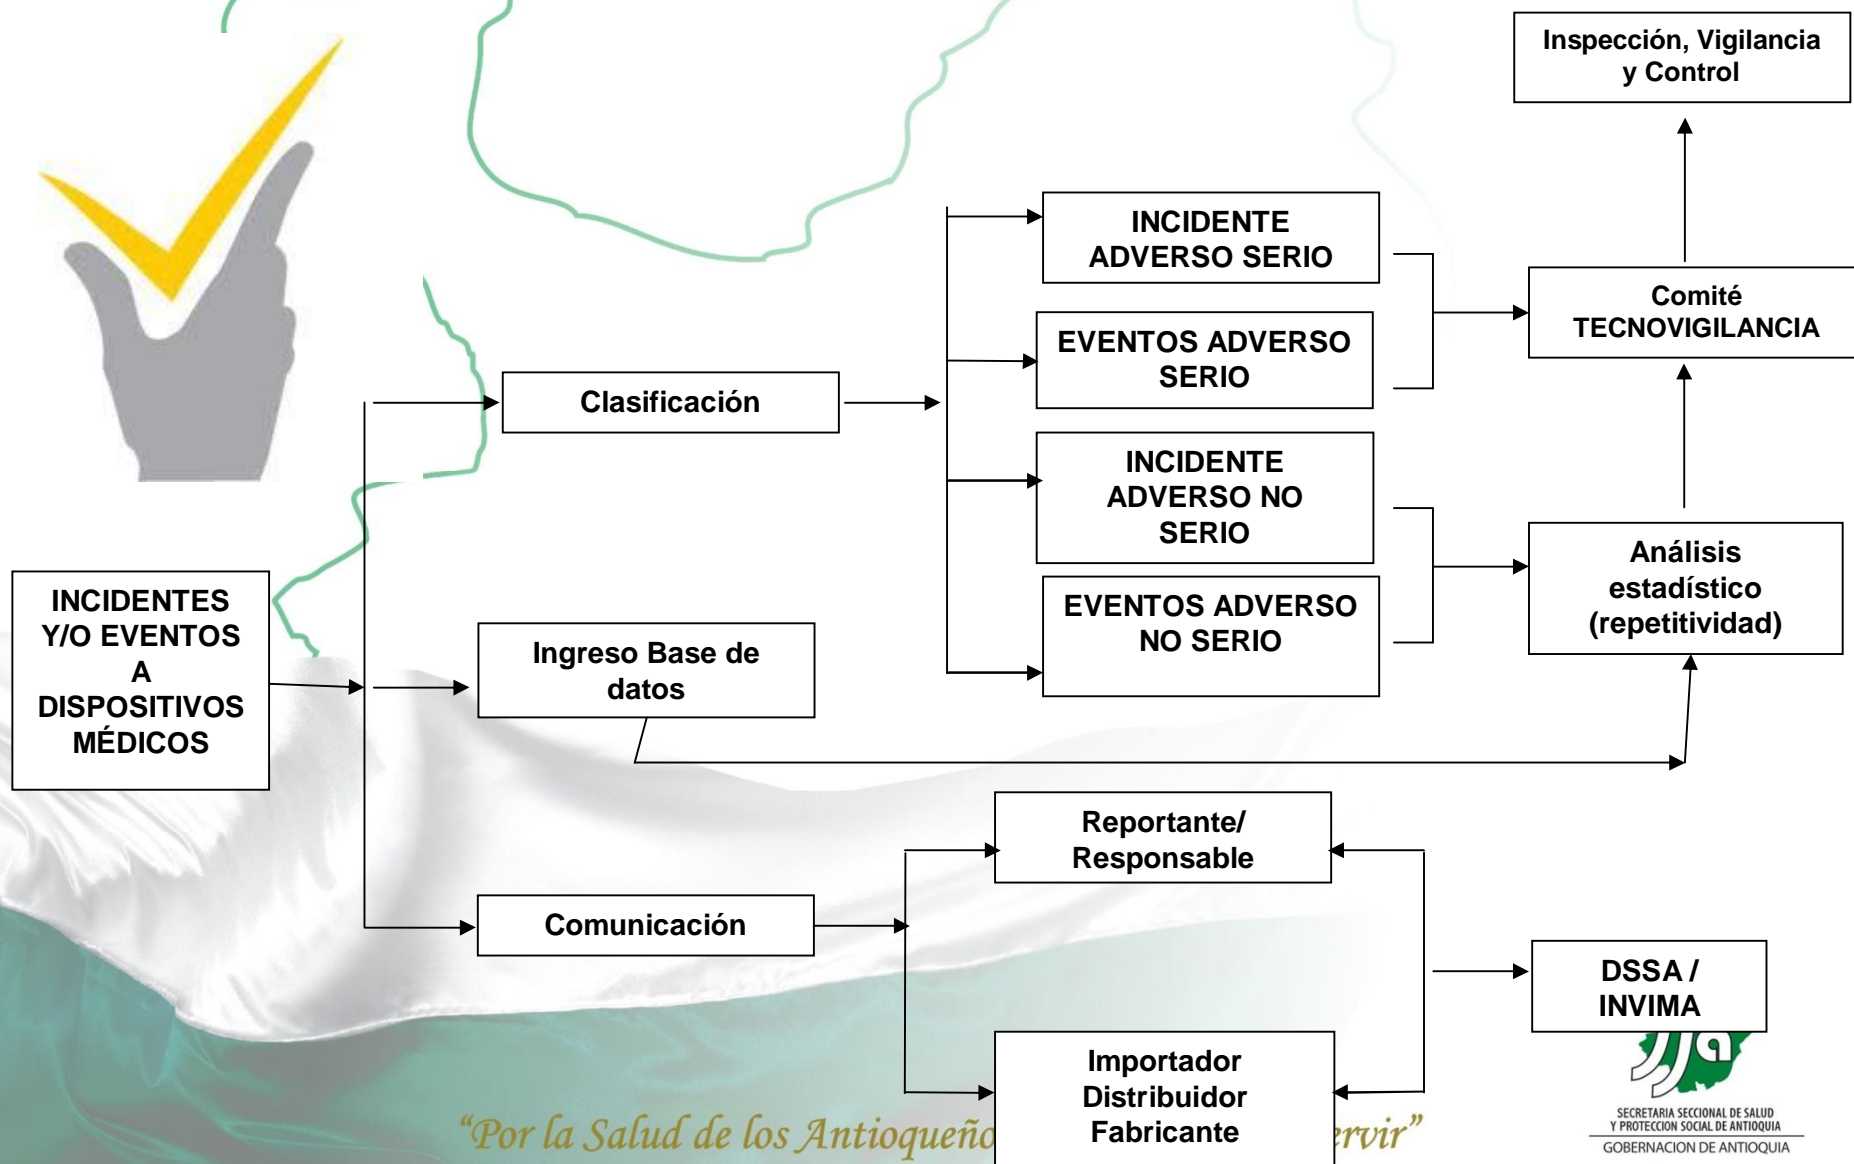 Inspección, Vigilancia
y Control
INCIDENTE
ADVERSO SERIO
EVENTOS ADVERSO
SERIO
Comité
TECNOVIGILANCIA
Clasificación
INCIDENTE
ADVERSO NO
SERIO
EVENTOS ADVERSO
NO SERIO
Análisis
estadístico
(repetitividad)
INCIDENTES
Y/O EVENTOS
A
DISPOSITIVOS
MÉDICOS
Ingreso Base de
datos
Reportante/
Responsable
Comunicación
DSSA /
INVIMA
Importador
Distribuidor
Fabricante
"Por la Salud de los Antioqueño ervir"
SECRETARIA SECCIONAL DE SALUD
Y PROTECCION SOCIAL DE ANTIOQUIA
GOBERNACION DE ANTIOQUIA